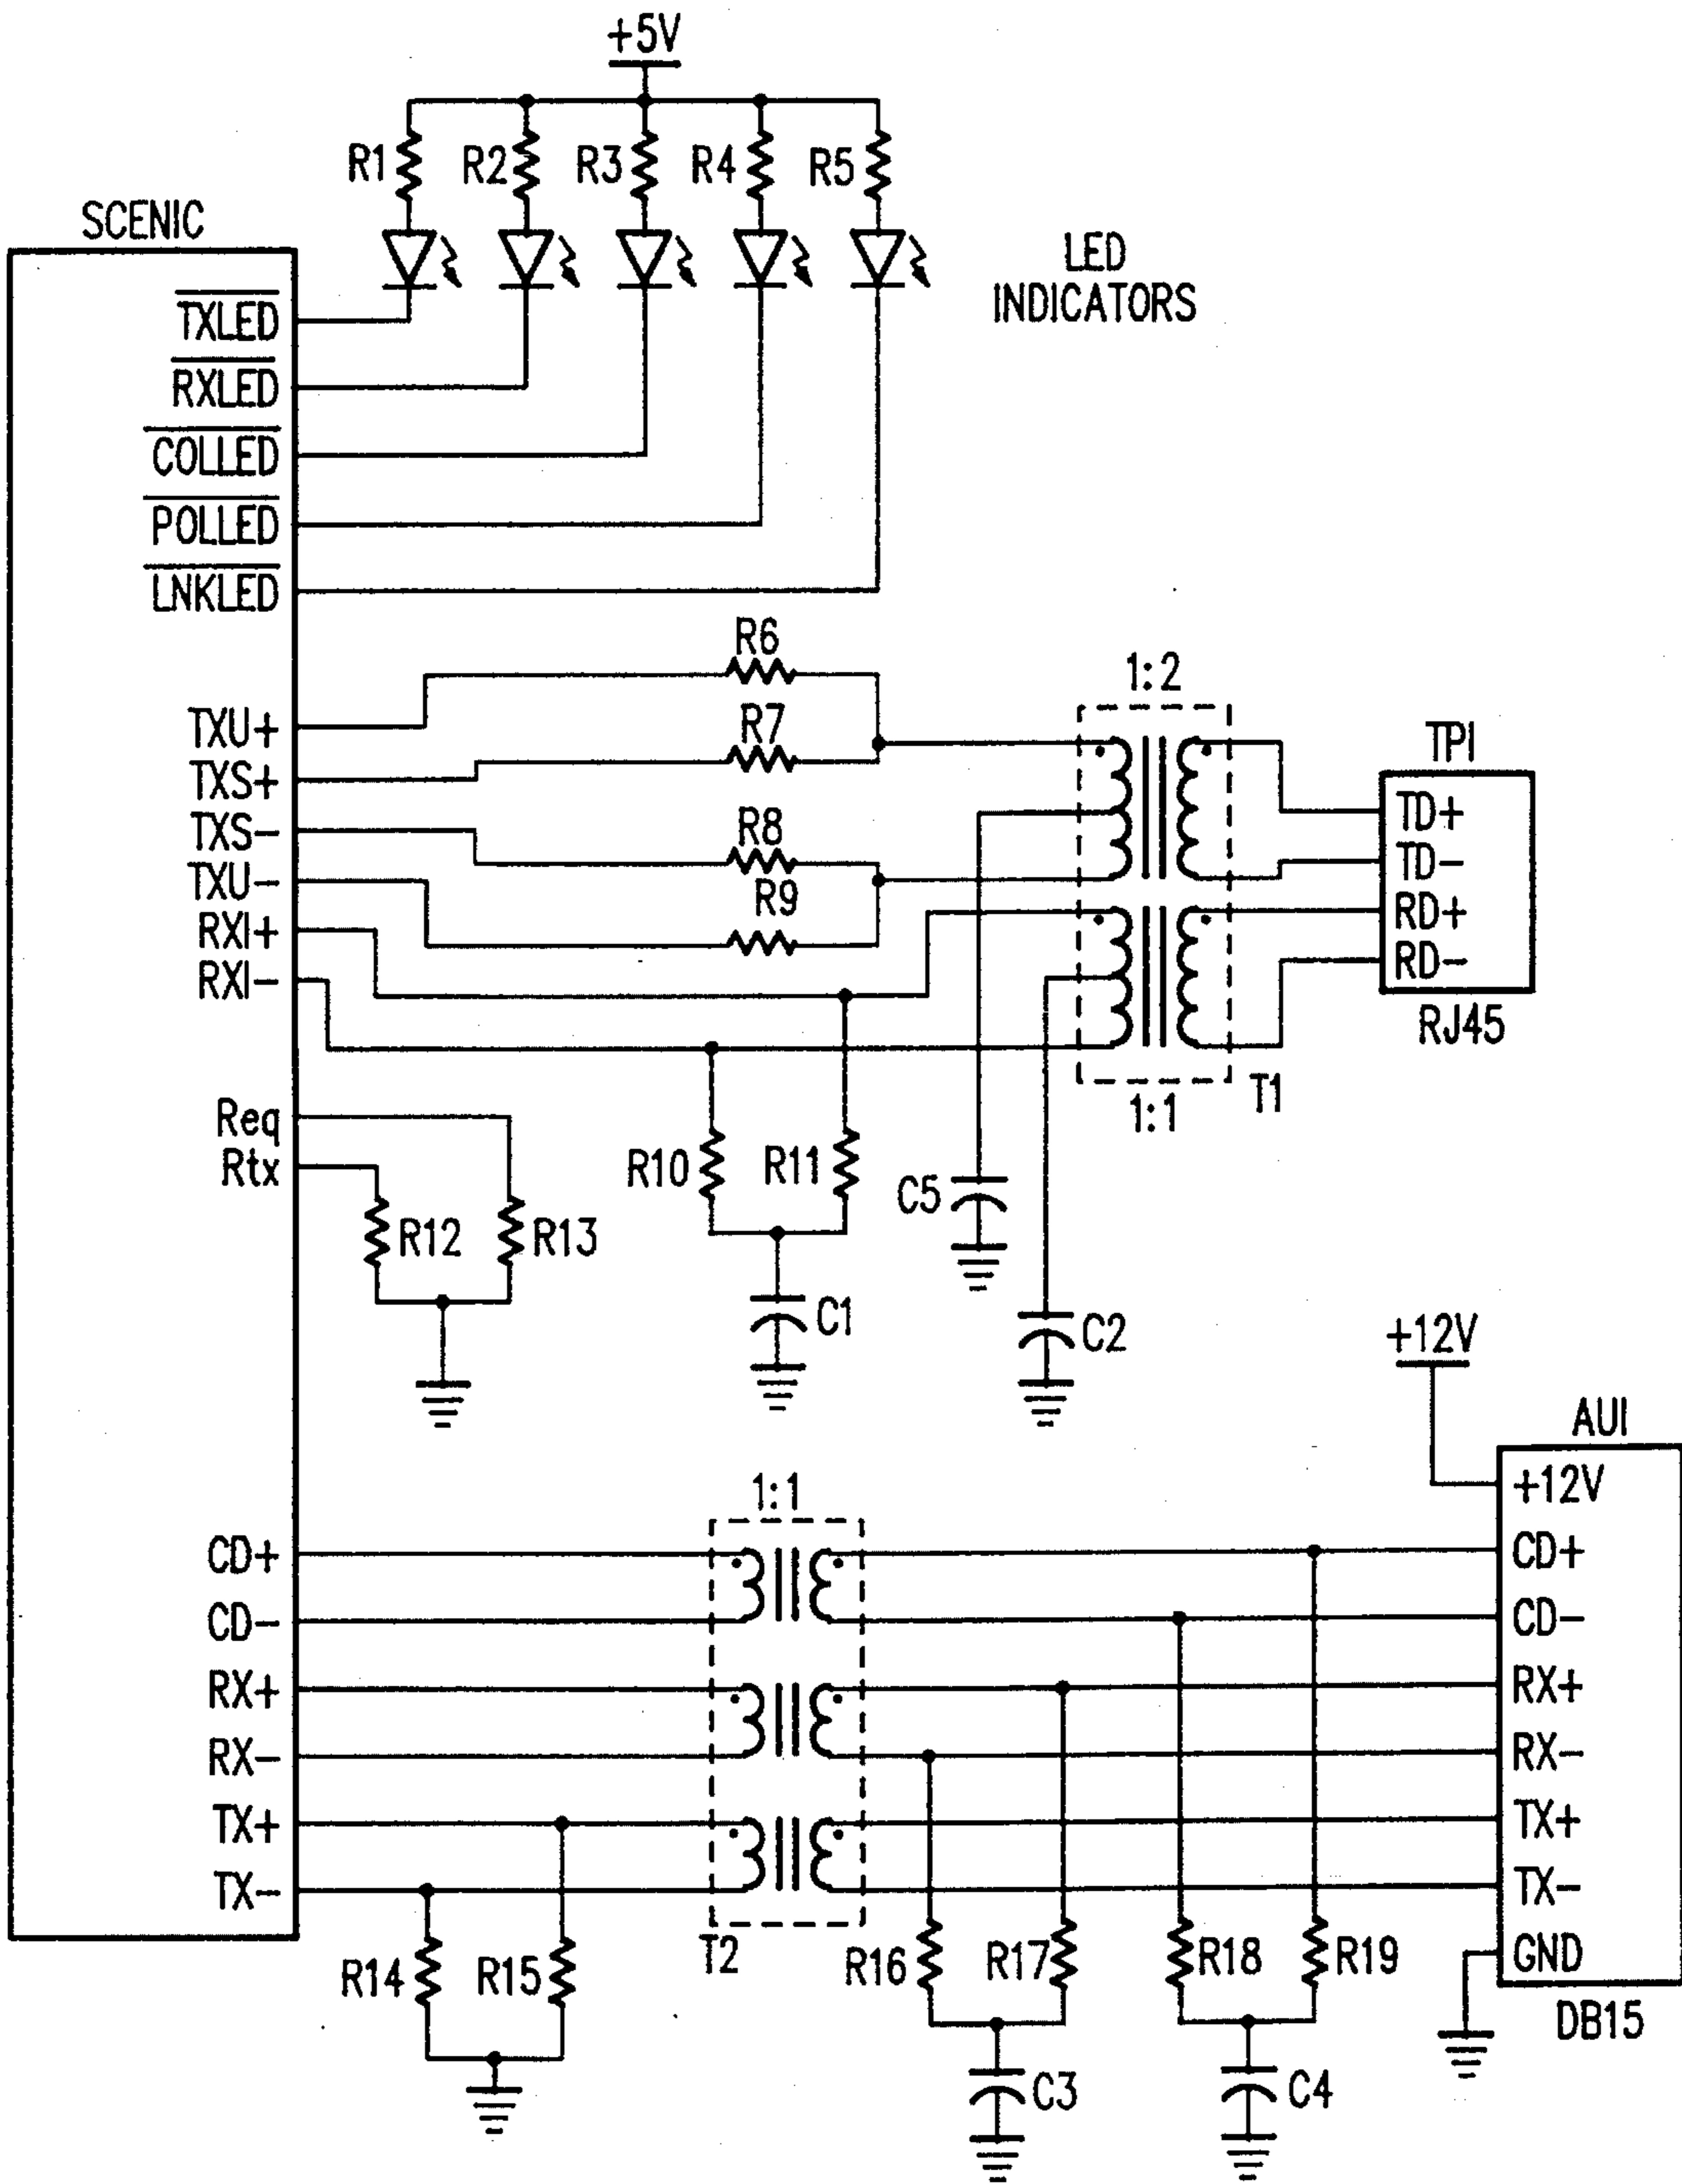 +5V
R1 R2 R3 R4 R5
SCENIC
LED
INDICATORS
TXLED
RXLED
COLLED
POLLED
LNKLED
R6
1:2
TXU+
R7
TPI
TXS+
TD+
TXS-
R8
TD-
TXU-
R9
RD+
RXI+
RD-
RXI-
RJ45
T1
1:1
Req
Rtx
R10 R11
C5
R12 R13
C1
C2
+12V
AUI
+12V
1:1
CD+ CD+
CD- CD-
RX+ RX+
RX- RX-
TX+ TX+
TX- TX-
T2
R14 R15 R16 R17 R18 R19
GND
DB15
C3 C4